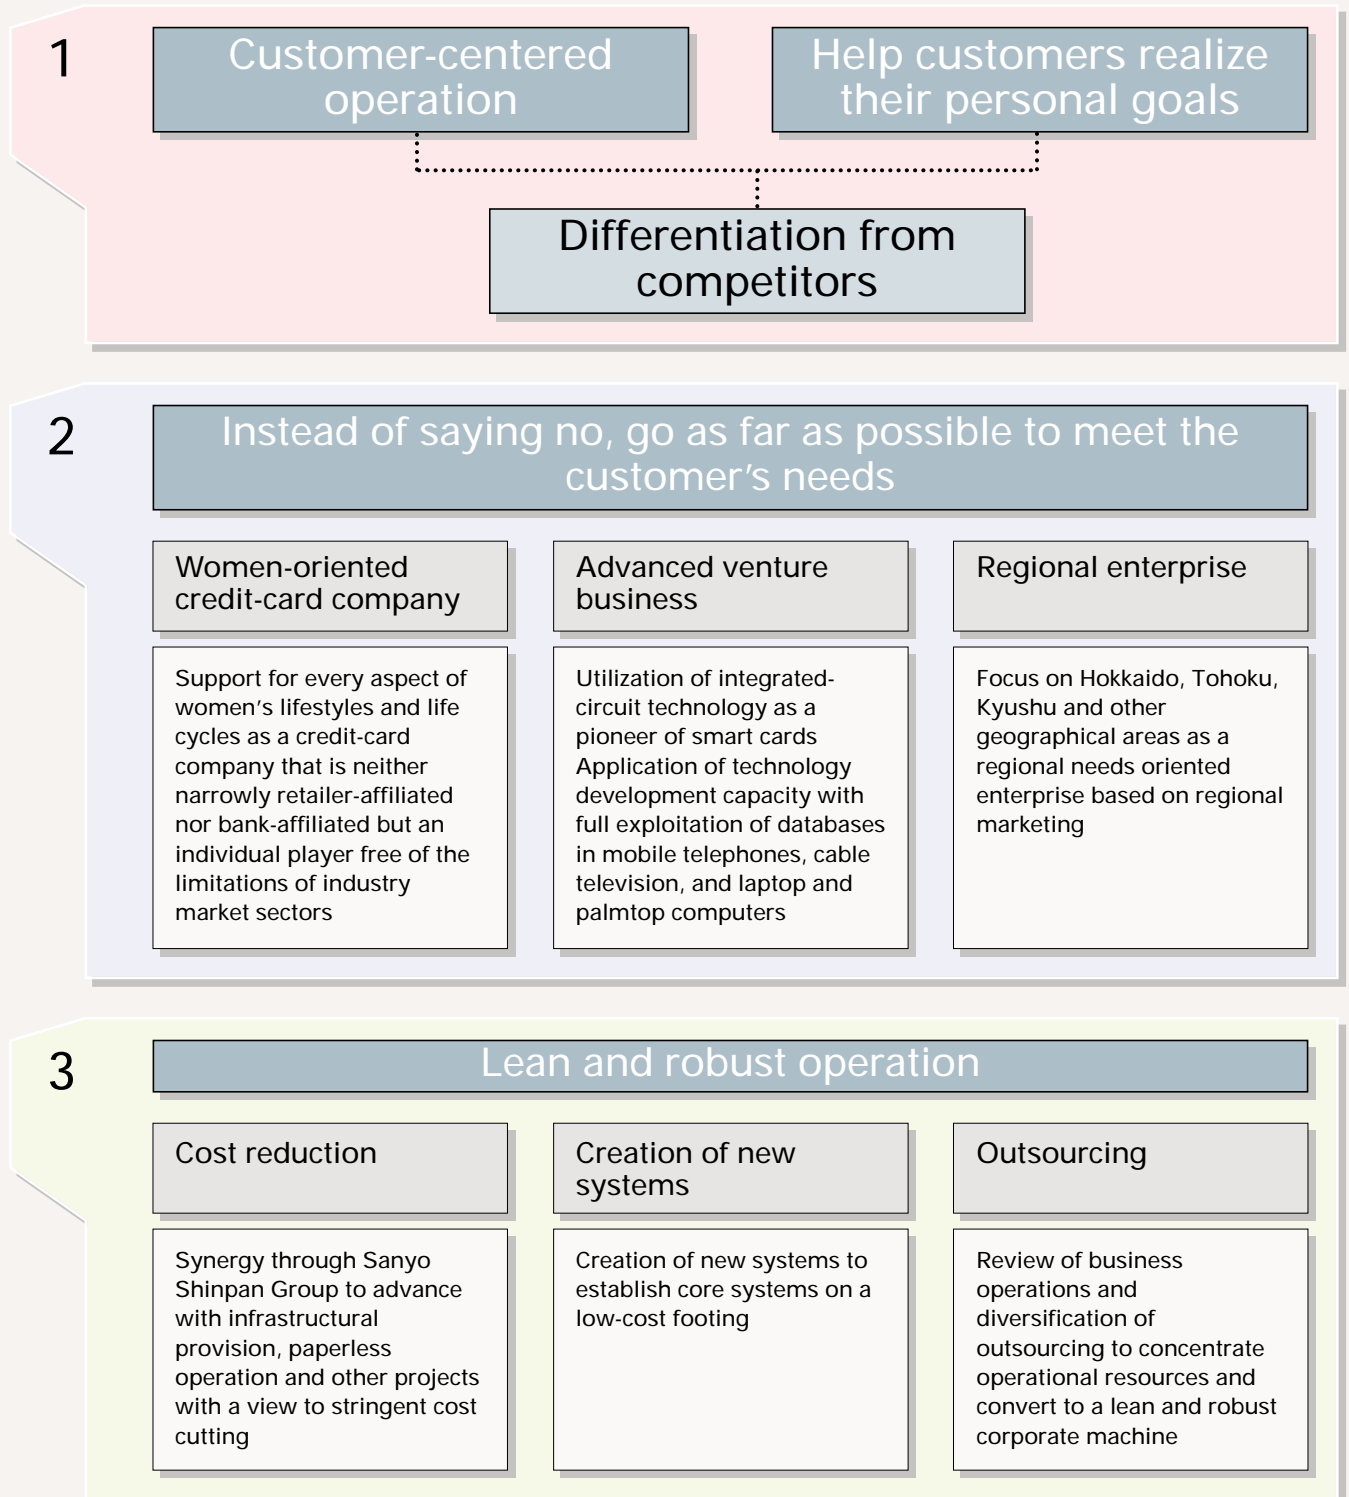 1
Customer-centered
operation
Help customers realize
their personal goals
Differentiation from
competitors
2
Instead of saying no, go as far as possible to meet the
customer's needs
Women-oriented
credit-card company
Support for every aspect of
women's lifestyles and life
cycles as a credit-card
company that is neither
narrowly retailer-affiliated
nor bank-affiliated but an
individual player free of the
limitations of industry
market sectors
Advanced venture
business
Utilization of integrated-
circuit technology as a
pioneer of smart cards
Application of technology
development capacity with
full exploitation of databases
in mobile telephones, cable
television, and laptop and
palmtop computers
Regional enterprise
Focus on Hokkaido, Tohoku,
Kyushu and other
geographical areas as a
regional needs oriented
enterprise based on regional
marketing
3
Lean and robust operation
Cost reduction
Synergy through Sanyo
Shinpan Group to advance
with infrastructural
provision, paperless
operation and other projects
with a view to stringent cost
cutting
Creation of new
systems
Creation of new systems to
establish core systems on a
low-cost footing
Outsourcing
Review of business
operations and
diversification of
outsourcing to concentrate
operational resources and
convert to a lean and robust
corporate machine